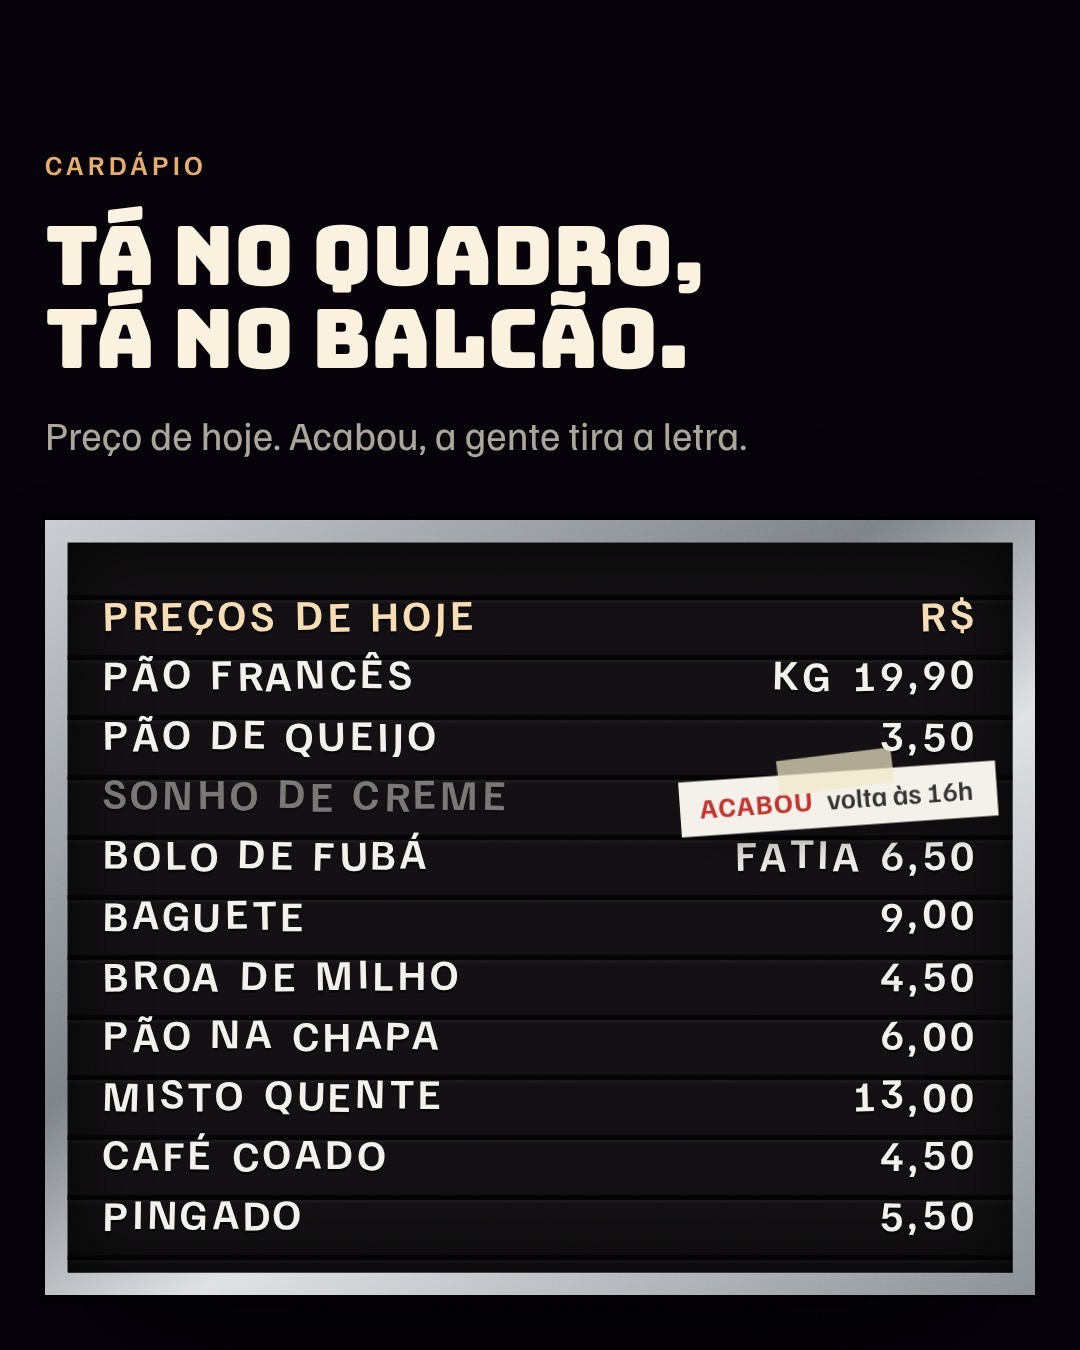 CARDÁPIO
TÁ NO QUADRO,
TÁ NO BALCÃO.
Preço de hoje. Acabou, a gente tira a letra.
PREÇOS DE HOJE R$
PÃO FRANCÊS KG 19,90
PÃO DE QUEIJO 3,50
SONHO DE CREME ACABOU volta às 16h
BOLO DE FUBÁ FATIA 6,50
BAGUETE 9,00
BROA DE MILHO 4,50
PÃO NA CHAPA 6,00
MISTO QUENTE 13,00
CAFÉ COADO 4,50
PINGADO 5,50